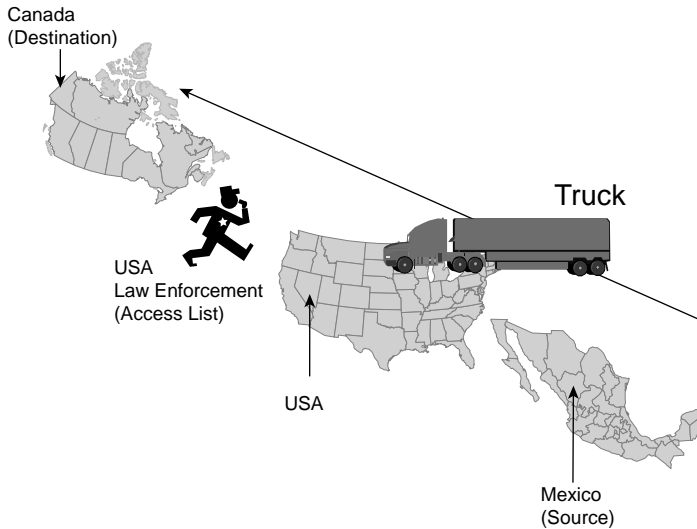 Canada
(Destination)
Truck
USA
Law Enforcement
(Access List)
USA
Mexico
(Source)